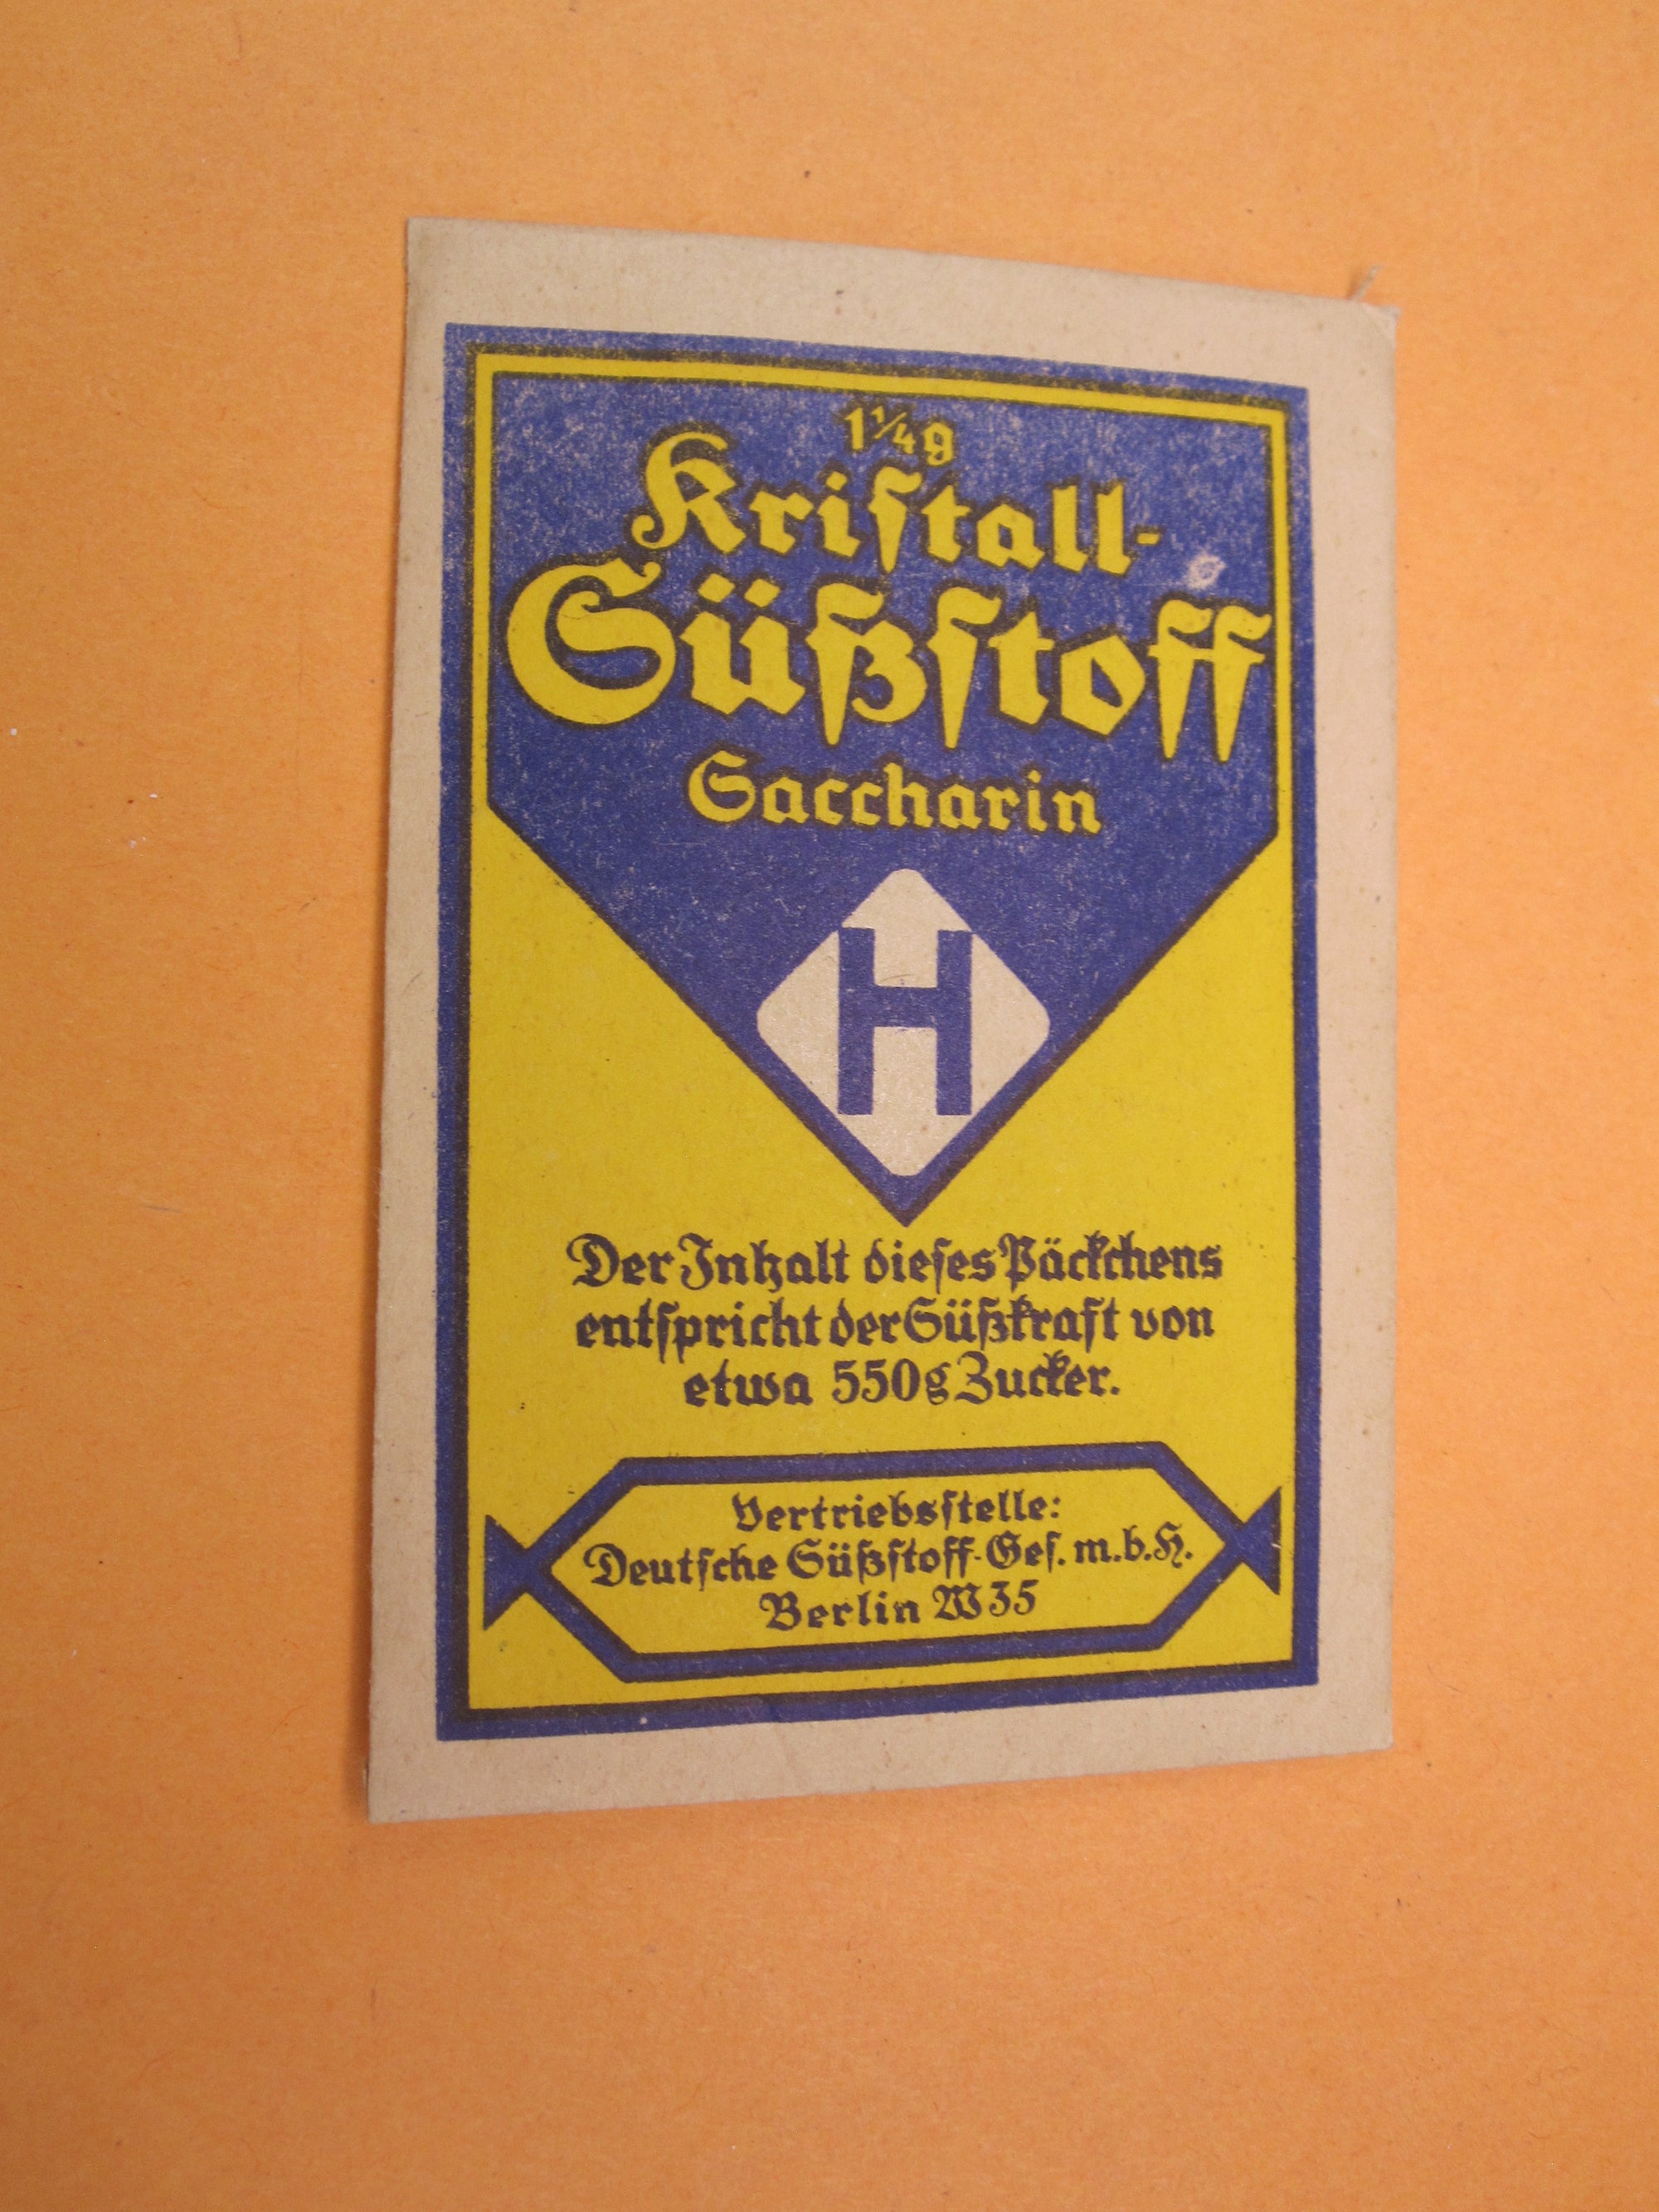 1¼g
Kriſtall-
Süßſtoff
Saccharin
H
Der Inhalt dieſes Päckchens
entſpricht der Süßkraft von
etwa 550g Zucker.
Vertriebsſtelle:
Deutſche Süßſtoff-Geſ. m.b.H.
Berlin W35